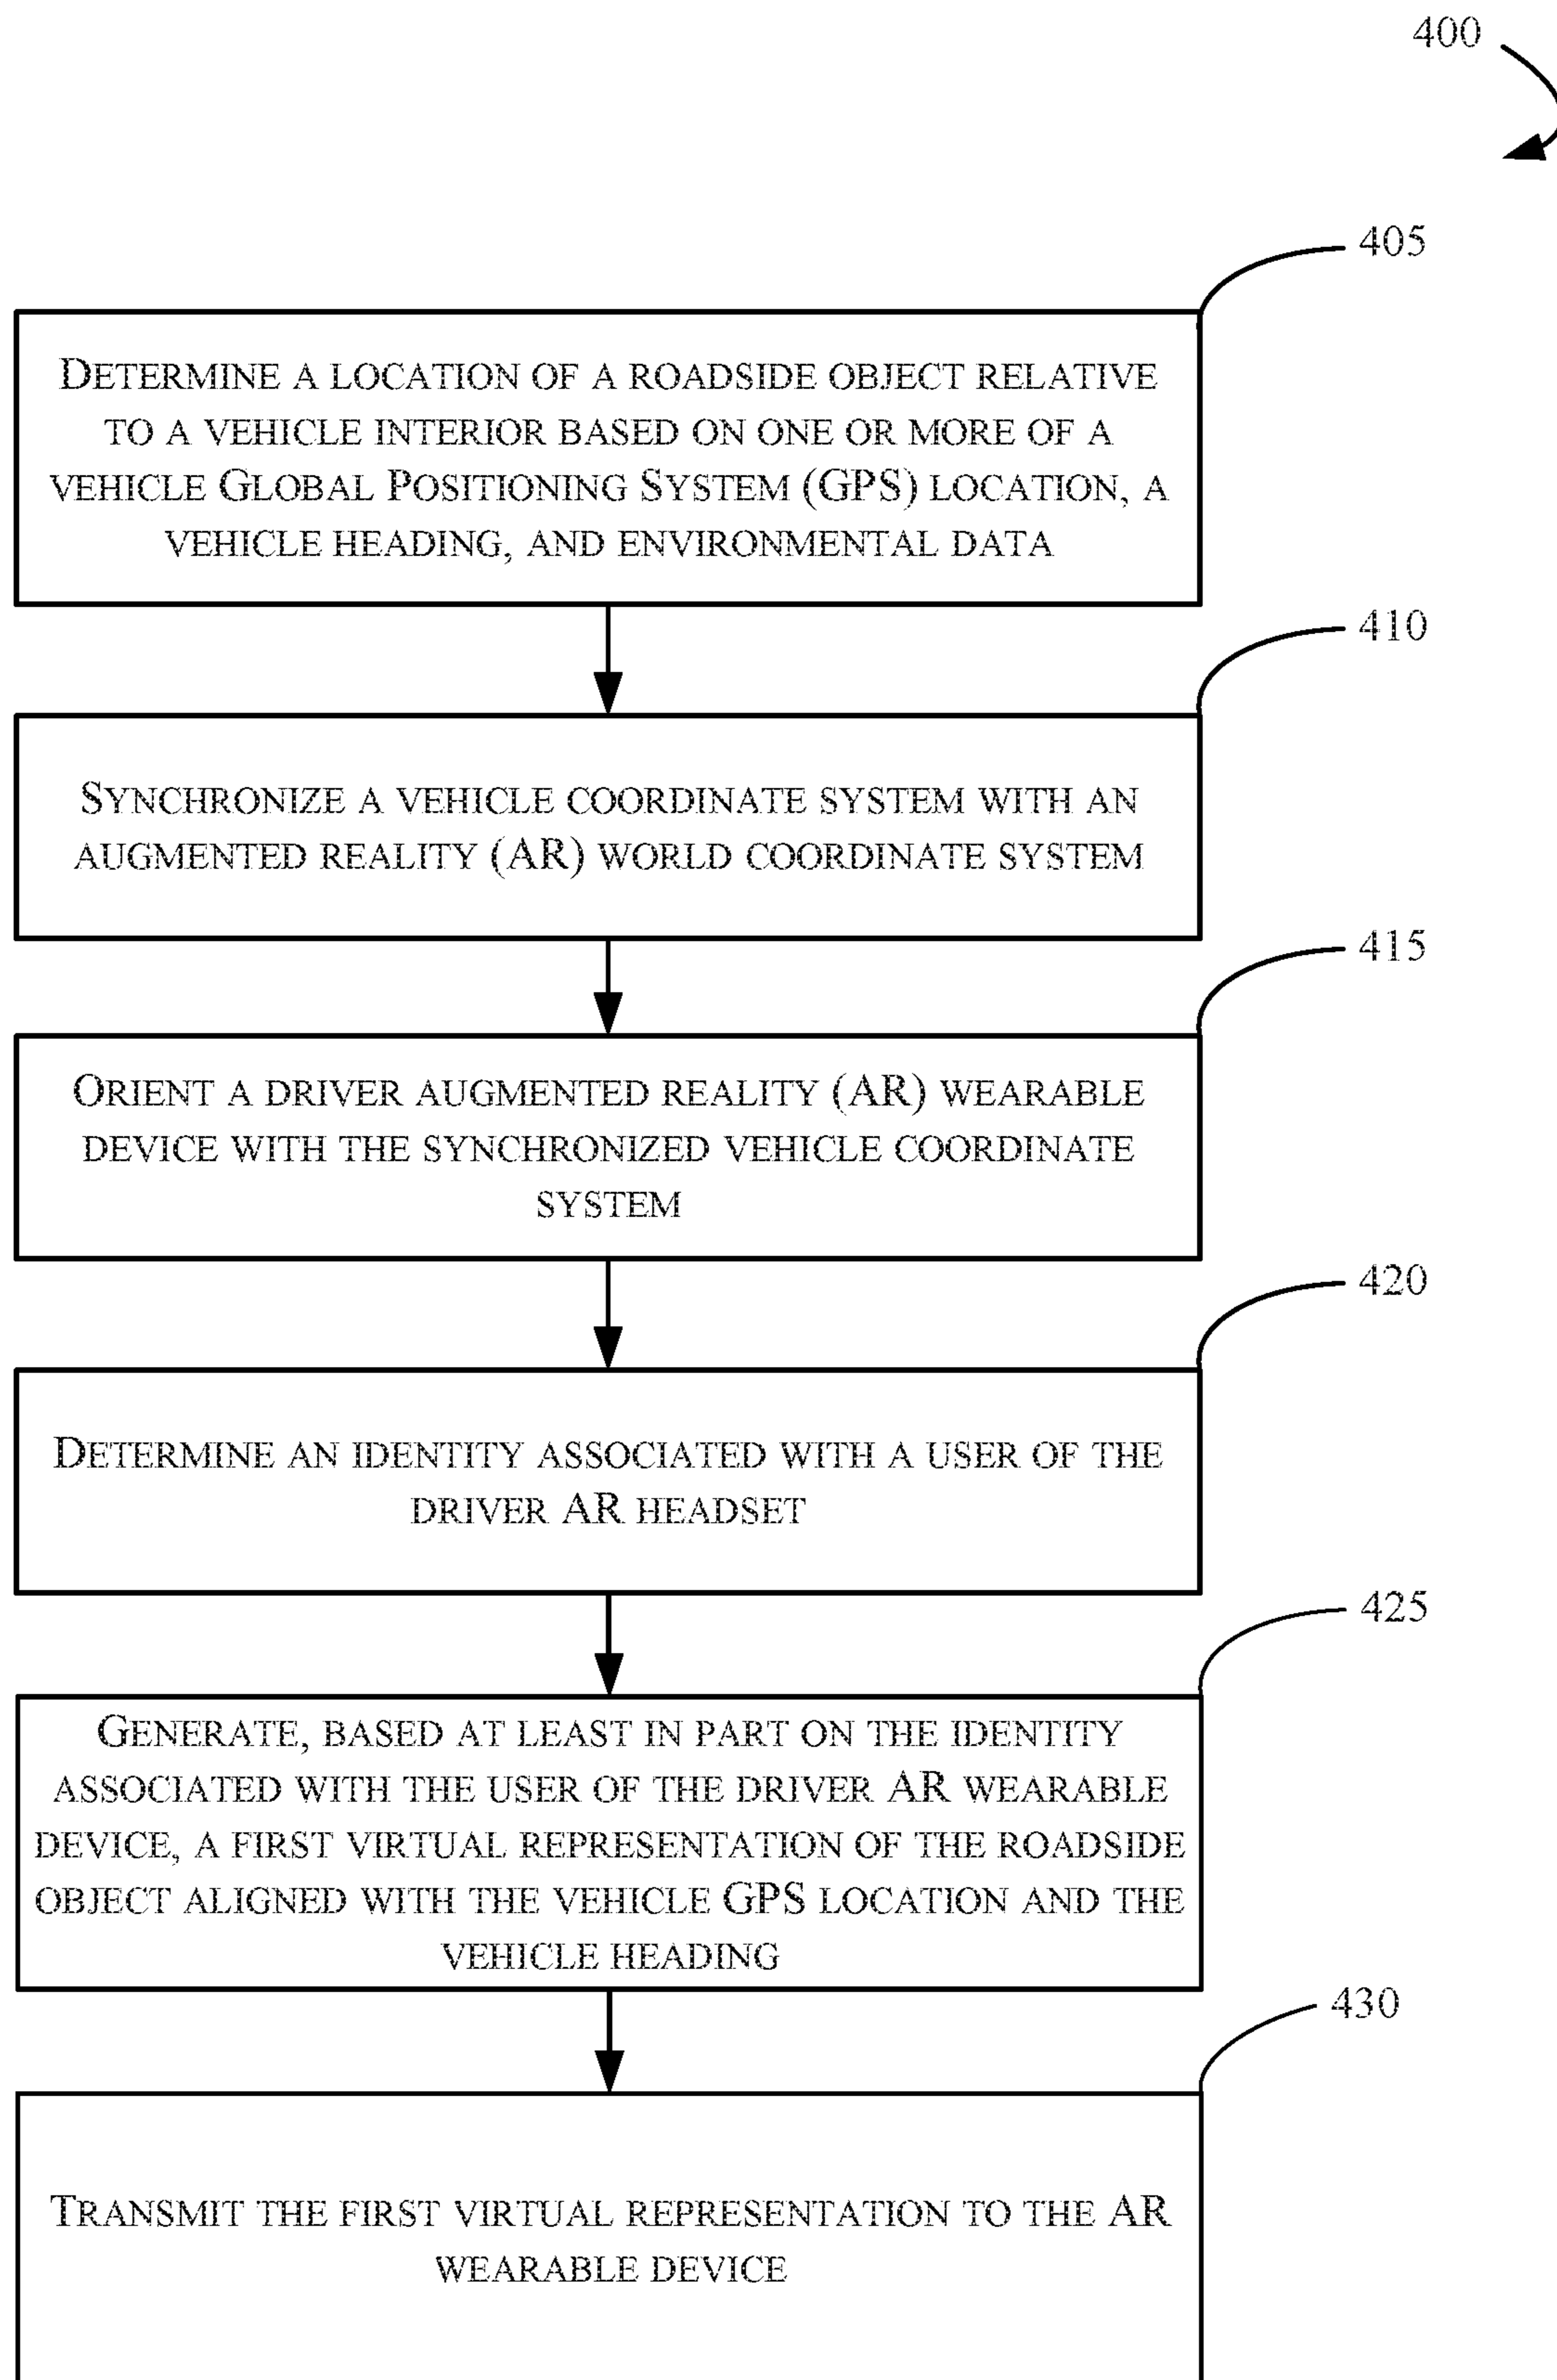 400
405
DETERMINE A LOCATION OF A ROADSIDE OBJECT RELATIVE
TO A VEHICLE INTERIOR BASED ON ONE OR MORE OF A
VEHICLE GLOBAL POSITIONING SYSTEM (GPS) LOCATION, A
VEHICLE HEADING, AND ENVIRONMENTAL DATA
410
SYNCHRONIZE A VEHICLE COORDINATE SYSTEM WITH AN
AUGMENTED REALITY (AR) WORLD COORDINATE SYSTEM
415
ORIENT A DRIVER AUGMENTED REALITY (AR) WEARABLE
DEVICE WITH THE SYNCHRONIZED VEHICLE COORDINATE
SYSTEM
420
DETERMINE AN IDENTITY ASSOCIATED WITH A USER OF THE
DRIVER AR HEADSET
425
GENERATE, BASED AT LEAST IN PART ON THE IDENTITY
ASSOCIATED WITH THE USER OF THE DRIVER AR WEARABLE
DEVICE, A FIRST VIRTUAL REPRESENTATION OF THE ROADSIDE
OBJECT ALIGNED WITH THE VEHICLE GPS LOCATION AND THE
VEHICLE HEADING
430
TRANSMIT THE FIRST VIRTUAL REPRESENTATION TO THE AR
WEARABLE DEVICE